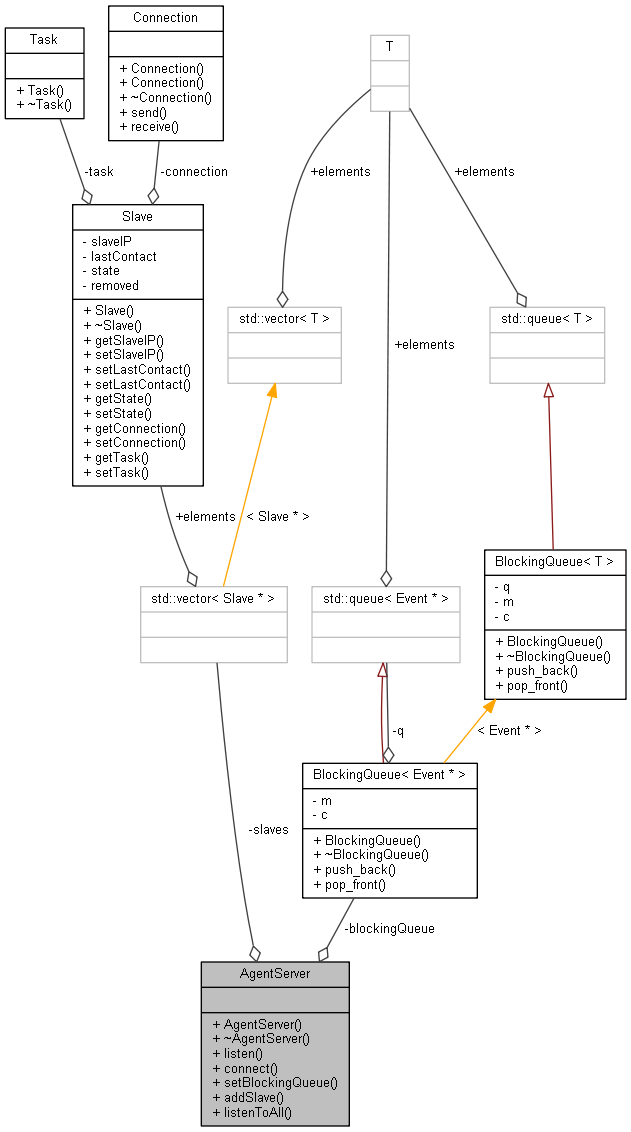 Connection
+ Connection()
+ Connection()
+ ~Connection()
+ send()
+ receive()
Task
+ Task()
+ ~Task()
T
-task
-connection
+elements
+elements
Slave
- slaveIP
- lastContact
- state
- removed
+ Slave()
+ ~Slave()
+ getSlaveIP()
+ setSlaveIP()
+ setLastContact()
+ setLastContact()
+ getState()
+ setState()
+ getConnection()
+ setConnection()
+ getTask()
+ setTask()
std::vector< T >
std::queue< T >
+elements
+elements
< Slave * >
std::vector< Slave * >
std::queue< Event * >
BlockingQueue< T >
- q
- m
- c
+ BlockingQueue()
+ ~BlockingQueue()
+ push_back()
+ pop_front()
-q
< Event * >
BlockingQueue< Event * >
- m
- c
+ BlockingQueue()
+ ~BlockingQueue()
+ push_back()
+ pop_front()
-slaves
-blockingQueue
AgentServer
+ AgentServer()
+ ~AgentServer()
+ listen()
+ connect()
+ setBlockingQueue()
+ addSlave()
+ listenToAll()